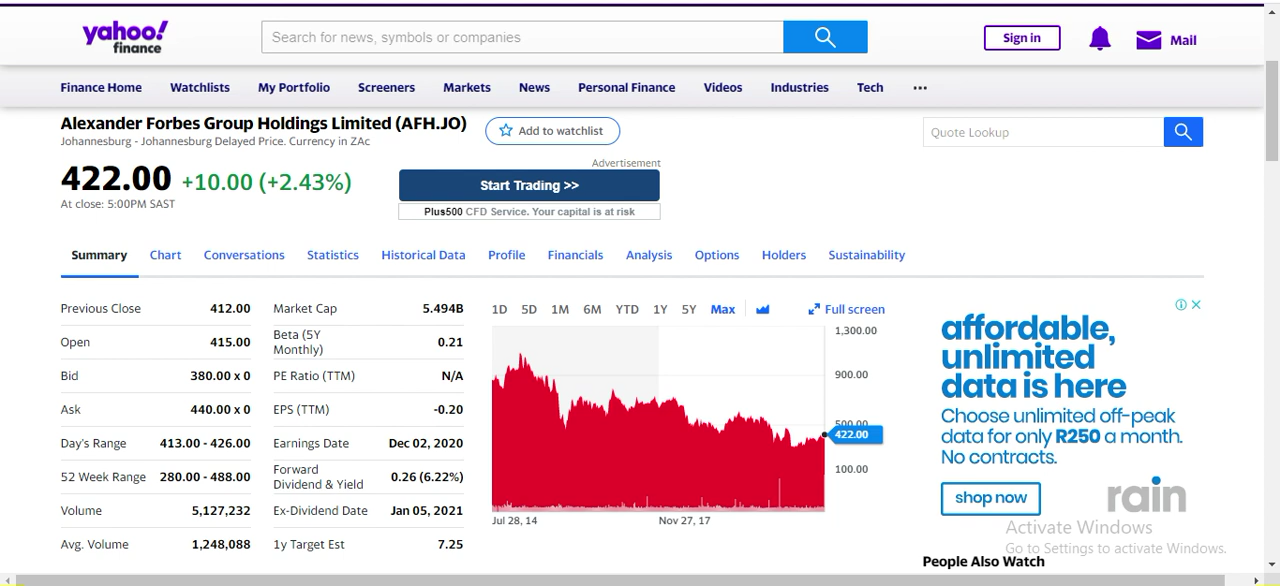 yahoo!
finance
Search for news, symbols or companies
Sign in
Mail
Finance Home Watchlists My Portfolio Screeners Markets News Personal Finance Videos Industries Tech ...
Alexander Forbes Group Holdings Limited (AFH.JO)
Add to watchlist
Quote Lookup
Johannesburg - Johannesburg Delayed Price. Currency in ZAc
422.00 +10.00 (+2.43%)
At close: 5:00PM SAST
Advertisement
Start Trading >>
Plus500 CFD Service. Your capital is at risk
Summary Chart Conversations Statistics Historical Data Profile Financials Analysis Options Holders Sustainability
Previous Close 412.00
Open 415.00
Bid 380.00 x 0
Ask 440.00 x 0
Day's Range 413.00 - 426.00
52 Week Range 280.00 - 488.00
Volume 5,127,232
Avg. Volume 1,248,088
Market Cap 5.494B
Beta (5Y
Monthly) 0.21
PE Ratio (TTM) N/A
EPS (TTM) -0.20
Earnings Date Dec 02, 2020
Forward
Dividend & Yield 0.26 (6.22%)
Ex-Dividend Date Jan 05, 2021
1y Target Est 7.25
1D 5D 1M 6M YTD 1Y 5Y Max
Full screen
1,300.00
900.00
500.00
422.00
100.00
Jul 28, 14 Nov 27, 17
affordable,
unlimited
data is here
Choose unlimited off-peak
data for only R250 a month.
No contracts.
shop now
rain
Activate Windows
Go to Settings to activate Windows.
People Also Watch